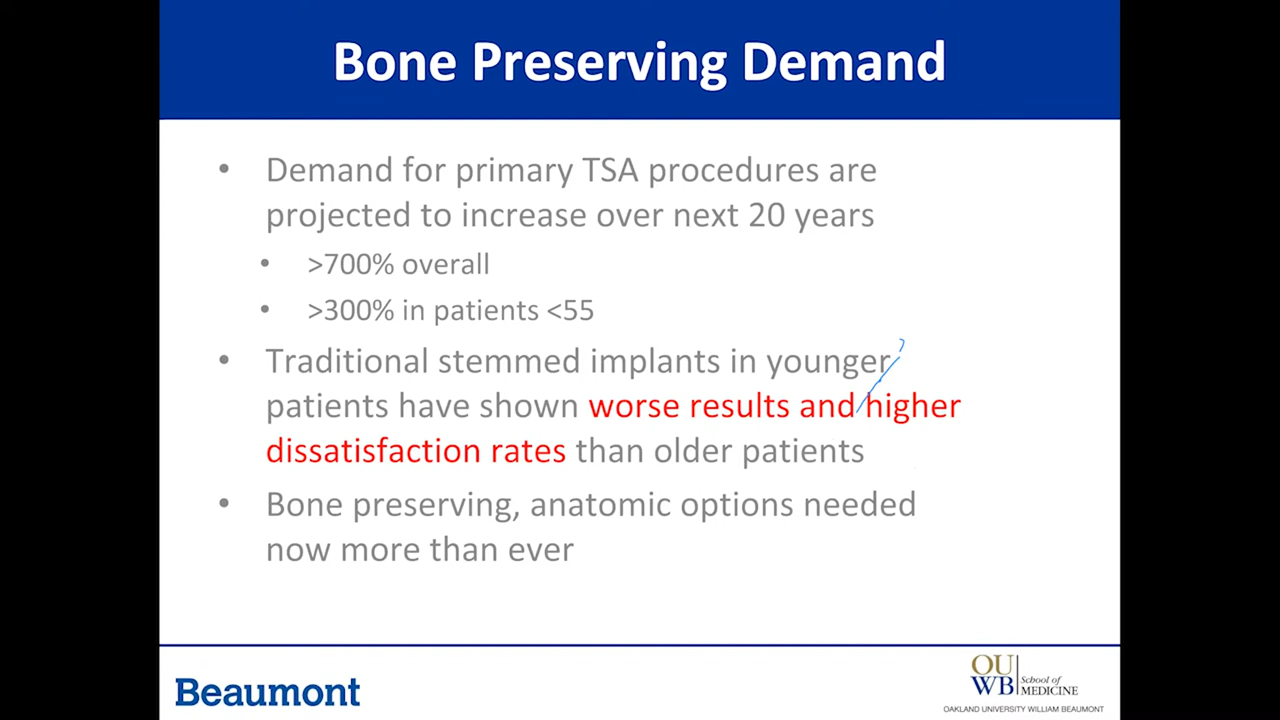 Bone Preserving Demand
• Demand for primary TSA procedures are
projected to increase over next 20 years
• >700% overall
• >300% in patients <55
• Traditional stemmed implants in younger
patients have shown worse results and higher
dissatisfaction rates than older patients
• Bone preserving, anatomic options needed
now more than ever
Beaumont
OU
WB
School of
MEDICINE
OAKLAND UNIVERSITY WILLIAM BEAUMONT